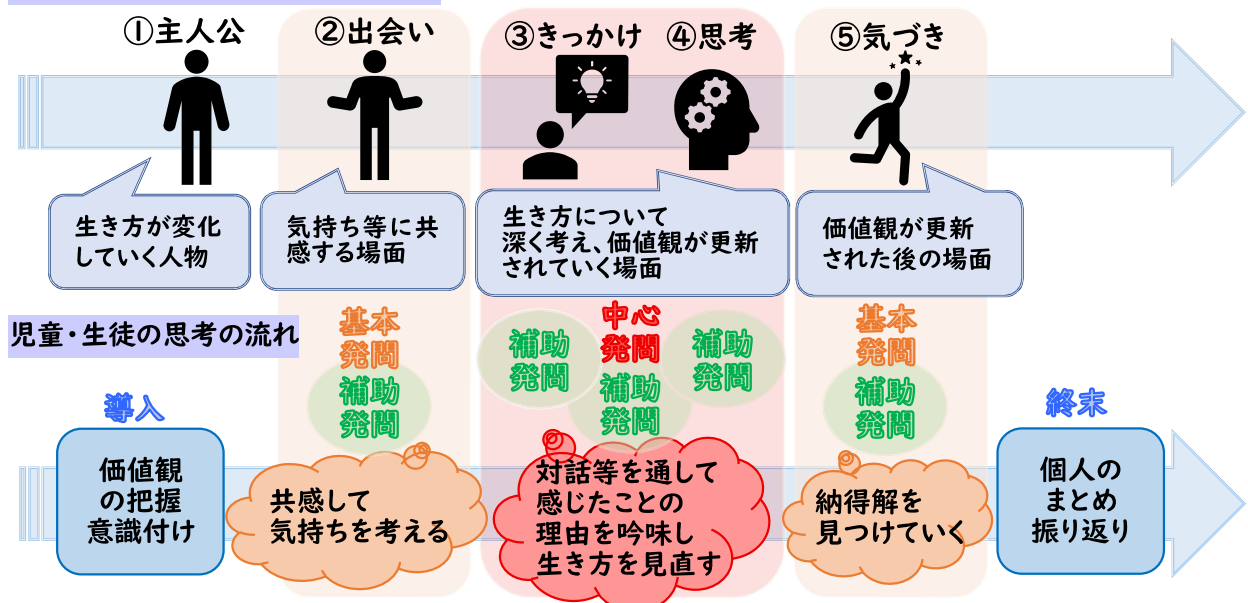 ①主人公
②出会い
③きっかけ
④思考
⑤気づき
生き方が変化
していく人物
気持ち等に共
感する場面
生き方について
深く考え、価値観が更新
されていく場面
価値観が更新
された後の場面
児童・生徒の思考の流れ
導入
価値観
の把握
意識付け
基本
発問
補助
発問
共感して
気持ちを考える
補助
発問
中心
発問
補助
発問
補助
発問
対話等を通して
感じたことの
理由を吟味し
生き方を見直す
基本
発問
補助
発問
納得解を
見つけていく
終末
個人の
まとめ
振り返り